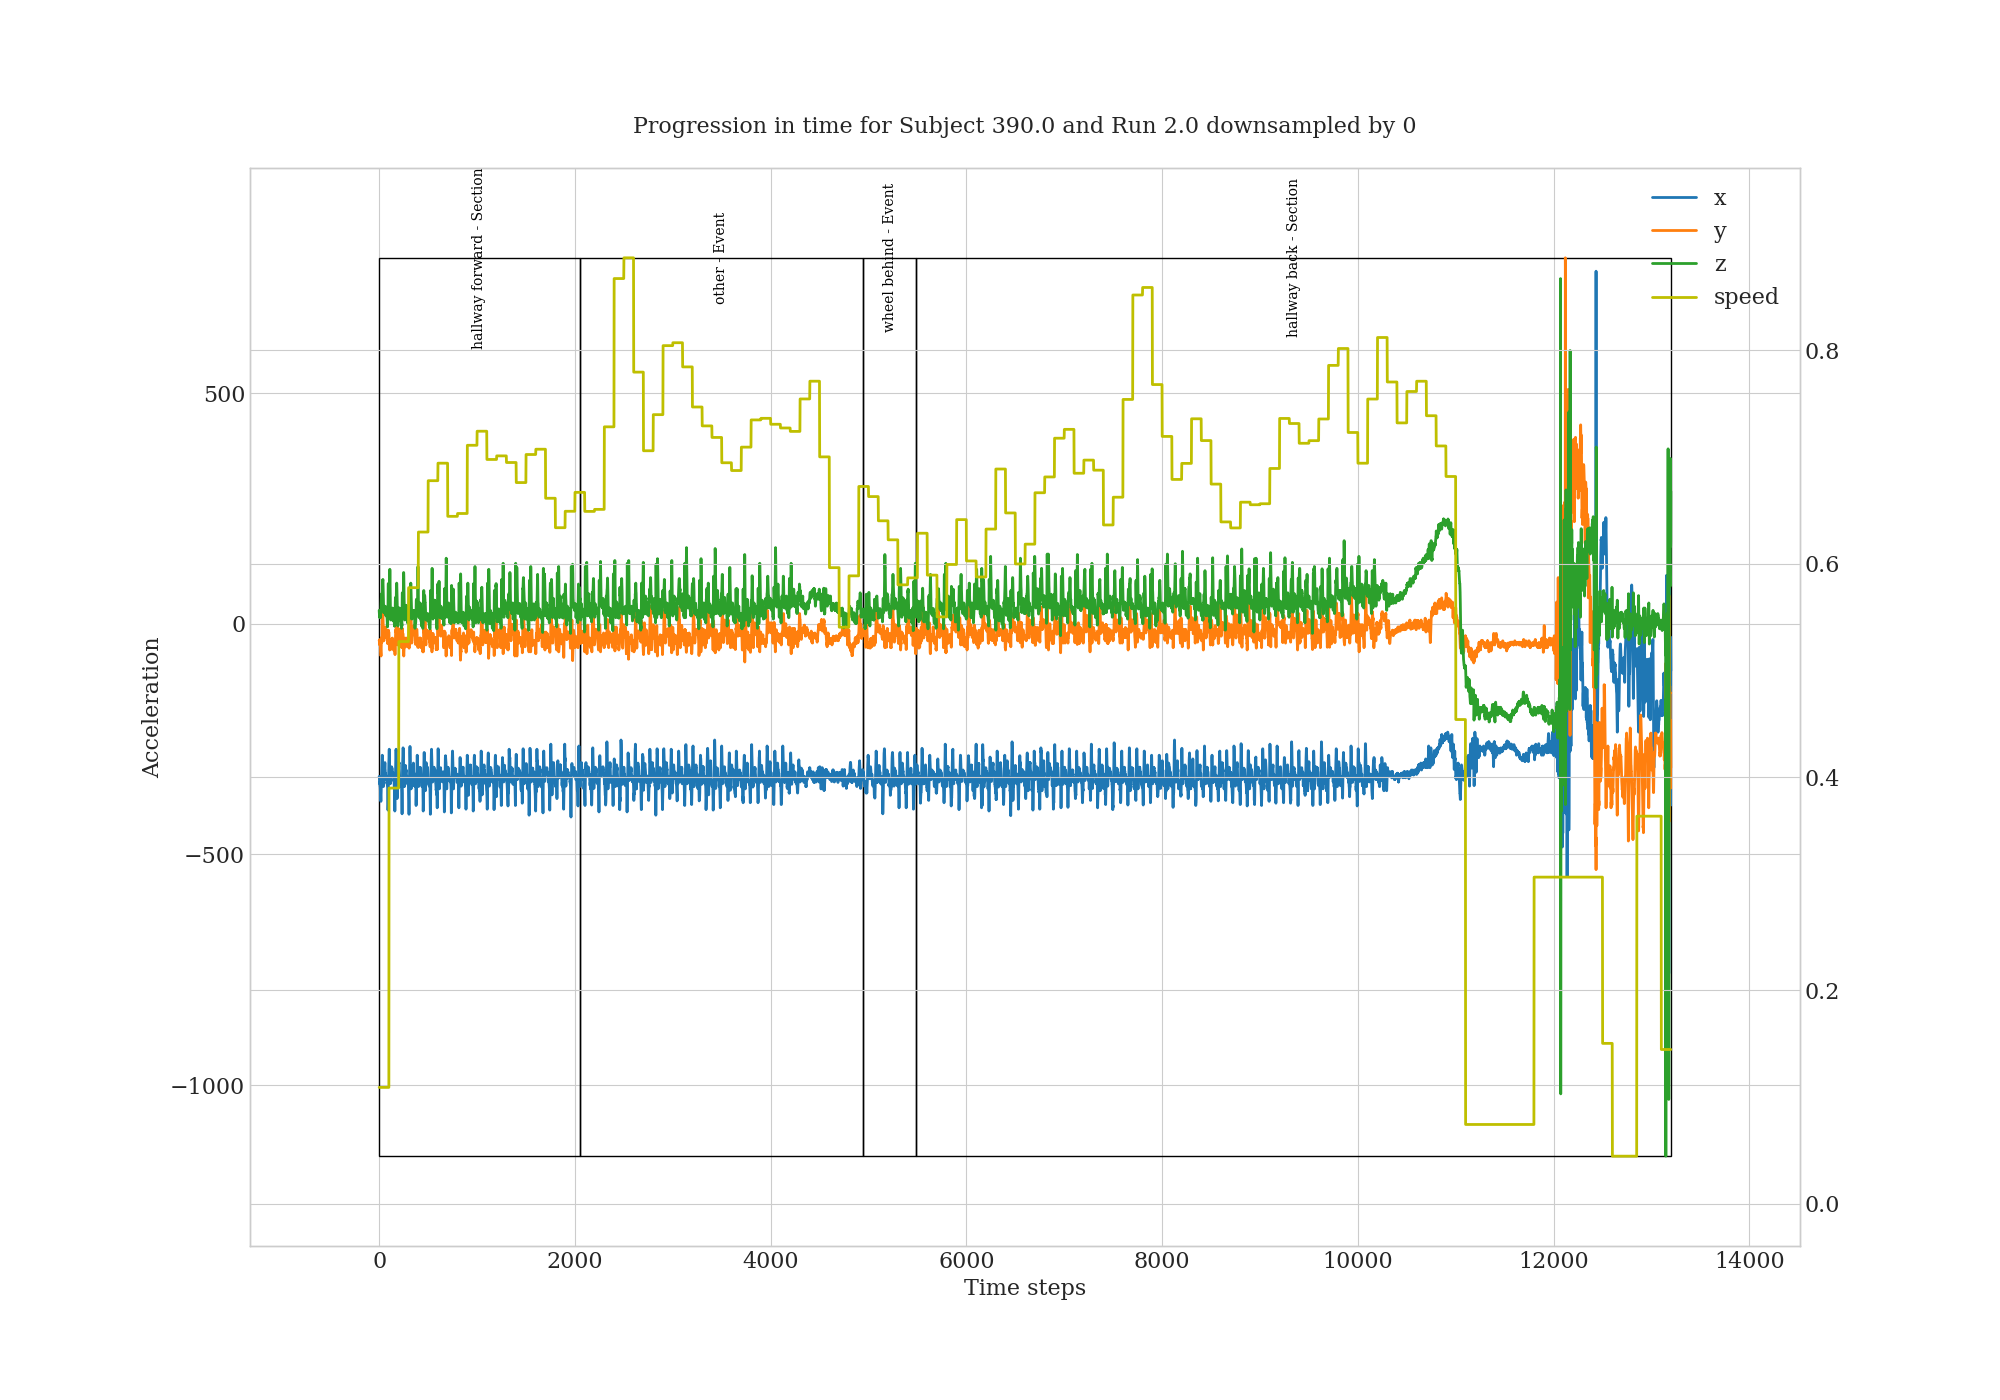 Progression in time for Subject 390.0 and Run 2.0 downsampled by 0
hallway forward - Section
other - Event
wheel behind - Event
hallway back - Section
x
y
z
speed
Acceleration
500
0
−500
−1000
0.8
0.6
0.4
0.2
0.0
0
2000
4000
6000
8000
10000
12000
14000
Time steps